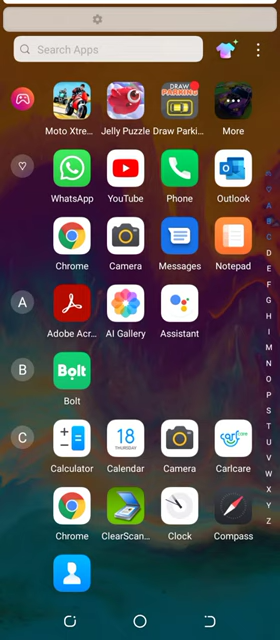 Search Apps
DRAW
PARKING
Moto Xtre... Jelly Puzzle Draw Parki... More
WhatsApp YouTube Phone Outlook
Chrome Camera Messages Notepad
A
Adobe Acr... AI Gallery Assistant
B
Bolt
Bolt
C
18
THURSDAY
carlcare
Calculator Calendar Camera Carlcare
Chrome ClearScan... Clock Compass
A
B
C
D
E
F
G
H
I
M
N
O
P
S
T
U
V
W
X
Y
Z